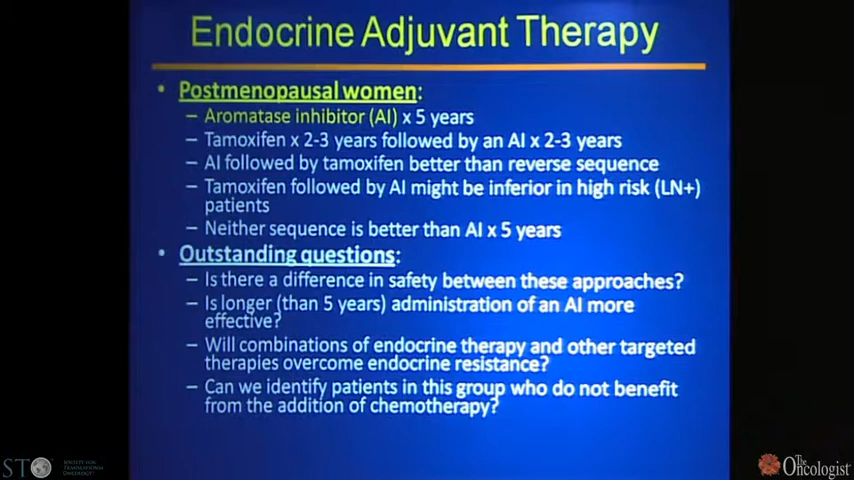 Endocrine Adjuvant Therapy
• Postmenopausal women:
– Aromatase inhibitor (AI) x 5 years
– Tamoxifen x 2-3 years followed by an AI x 2-3 years
– AI followed by tamoxifen better than reverse sequence
– Tamoxifen followed by AI might be inferior in high risk (LN+)
patients
– Neither sequence is better than AI x 5 years
• Outstanding questions:
– Is there a difference in safety between these approaches?
– Is longer (than 5 years) administration of an AI more
effective?
– Will combinations of endocrine therapy and other targeted
therapies overcome endocrine resistance?
– Can we identify patients in this group who do not benefit
from the addition of chemotherapy?
STO
SOCIETY FOR
TRANSLATIONAL
ONCOLOGY
The
Oncologist